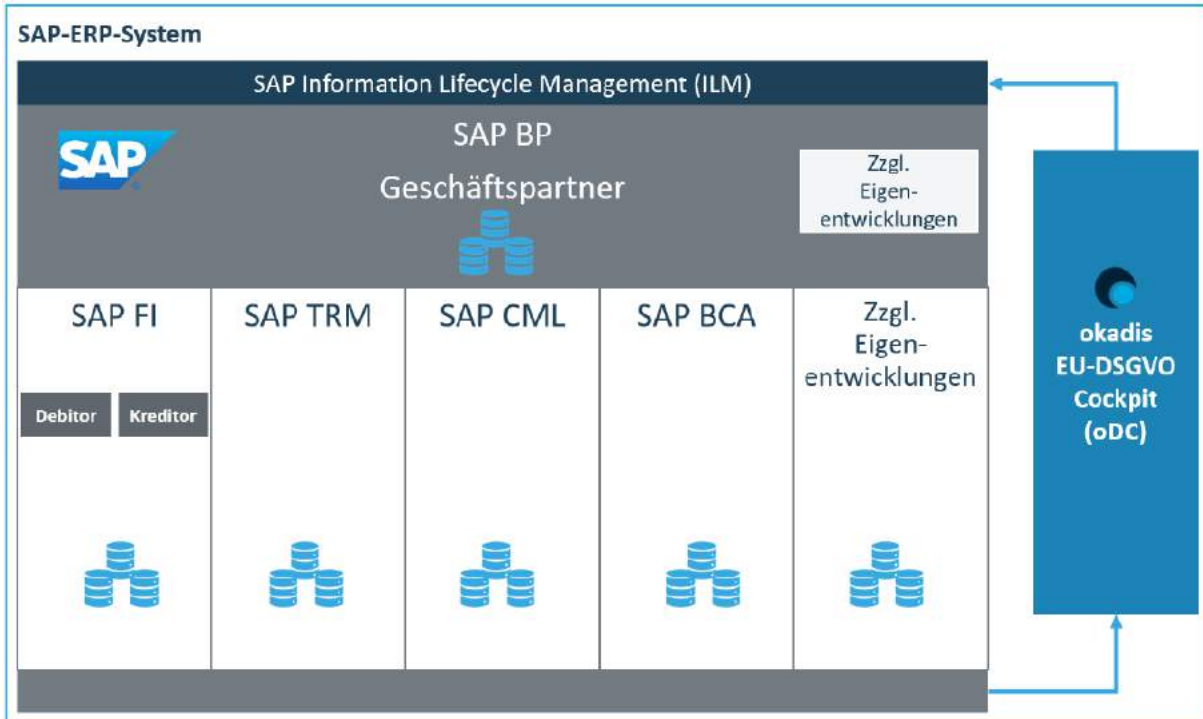 SAP-ERP-System
SAP Information Lifecycle Management (ILM)
SAP
SAP BP
Geschäftspartner
Zzgl.
Eigen-
entwicklungen
SAP FI
SAP TRM
SAP CML
SAP BCA
Zzgl.
Eigen-
entwicklungen
Debitor
Kreditor
okadis
EU-DSGVO
Cockpit
(oDC)